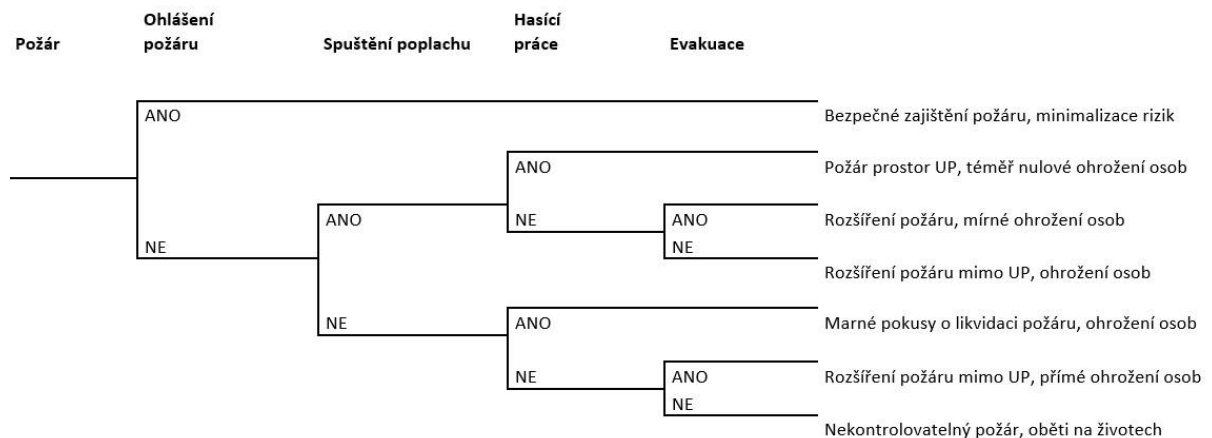 Požár
Ohlášení
požáru
Spuštění poplachu
Hasící
práce
Evakuace
ANO
Bezpečné zajištění požáru, minimalizace rizik
ANO
Požár prostor UP, téměř nulové ohrožení osob
ANO
NE
ANO
Rozšíření požáru, mírné ohrožení osob
NE
NE
Rozšíření požáru mimo UP, ohrožení osob
NE
ANO
Marné pokusy o likvidaci požáru, ohrožení osob
NE
ANO
Rozšíření požáru mimo UP, přímé ohrožení osob
NE
Nekontrolovatelný požár, oběti na životech